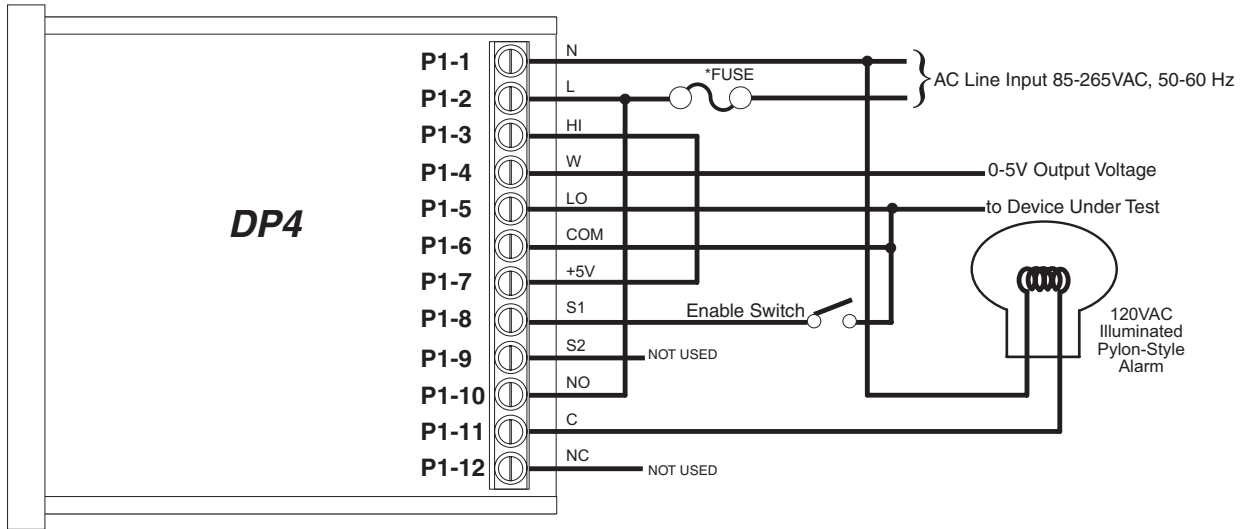 DP4
P1-1
N
*FUSE
AC Line Input 85-265VAC, 50-60 Hz
P1-2
L
P1-3
HI
P1-4
W
0-5V Output Voltage
P1-5
LO
to Device Under Test
P1-6
COM
P1-7
+5V
P1-8
S1
Enable Switch
120VAC
Illuminated
Pylon-Style
Alarm
P1-9
S2
NOT USED
P1-10
NO
P1-11
C
P1-12
NC
NOT USED